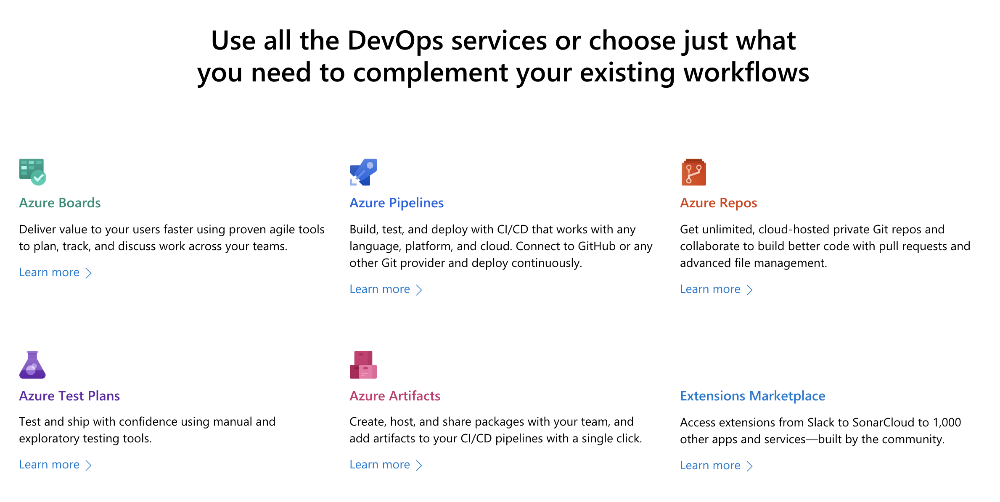 Use all the DevOps services or choose just what
you need to complement your existing workflows
Azure Boards
Deliver value to your users faster using proven agile tools
to plan, track, and discuss work across your teams.
Learn more
Azure Pipelines
Build, test, and deploy with CI/CD that works with any
language, platform, and cloud. Connect to GitHub or any
other Git provider and deploy continuously.
Learn more
Azure Repos
Get unlimited, cloud-hosted private Git repos and
collaborate to build better code with pull requests and
advanced file management.
Learn more
Azure Test Plans
Test and ship with confidence using manual and
exploratory testing tools.
Learn more
Azure Artifacts
Create, host, and share packages with your team, and
add artifacts to your CI/CD pipelines with a single click.
Learn more
Extensions Marketplace
Access extensions from Slack to SonarCloud to 1,000
other apps and services—built by the community.
Learn more